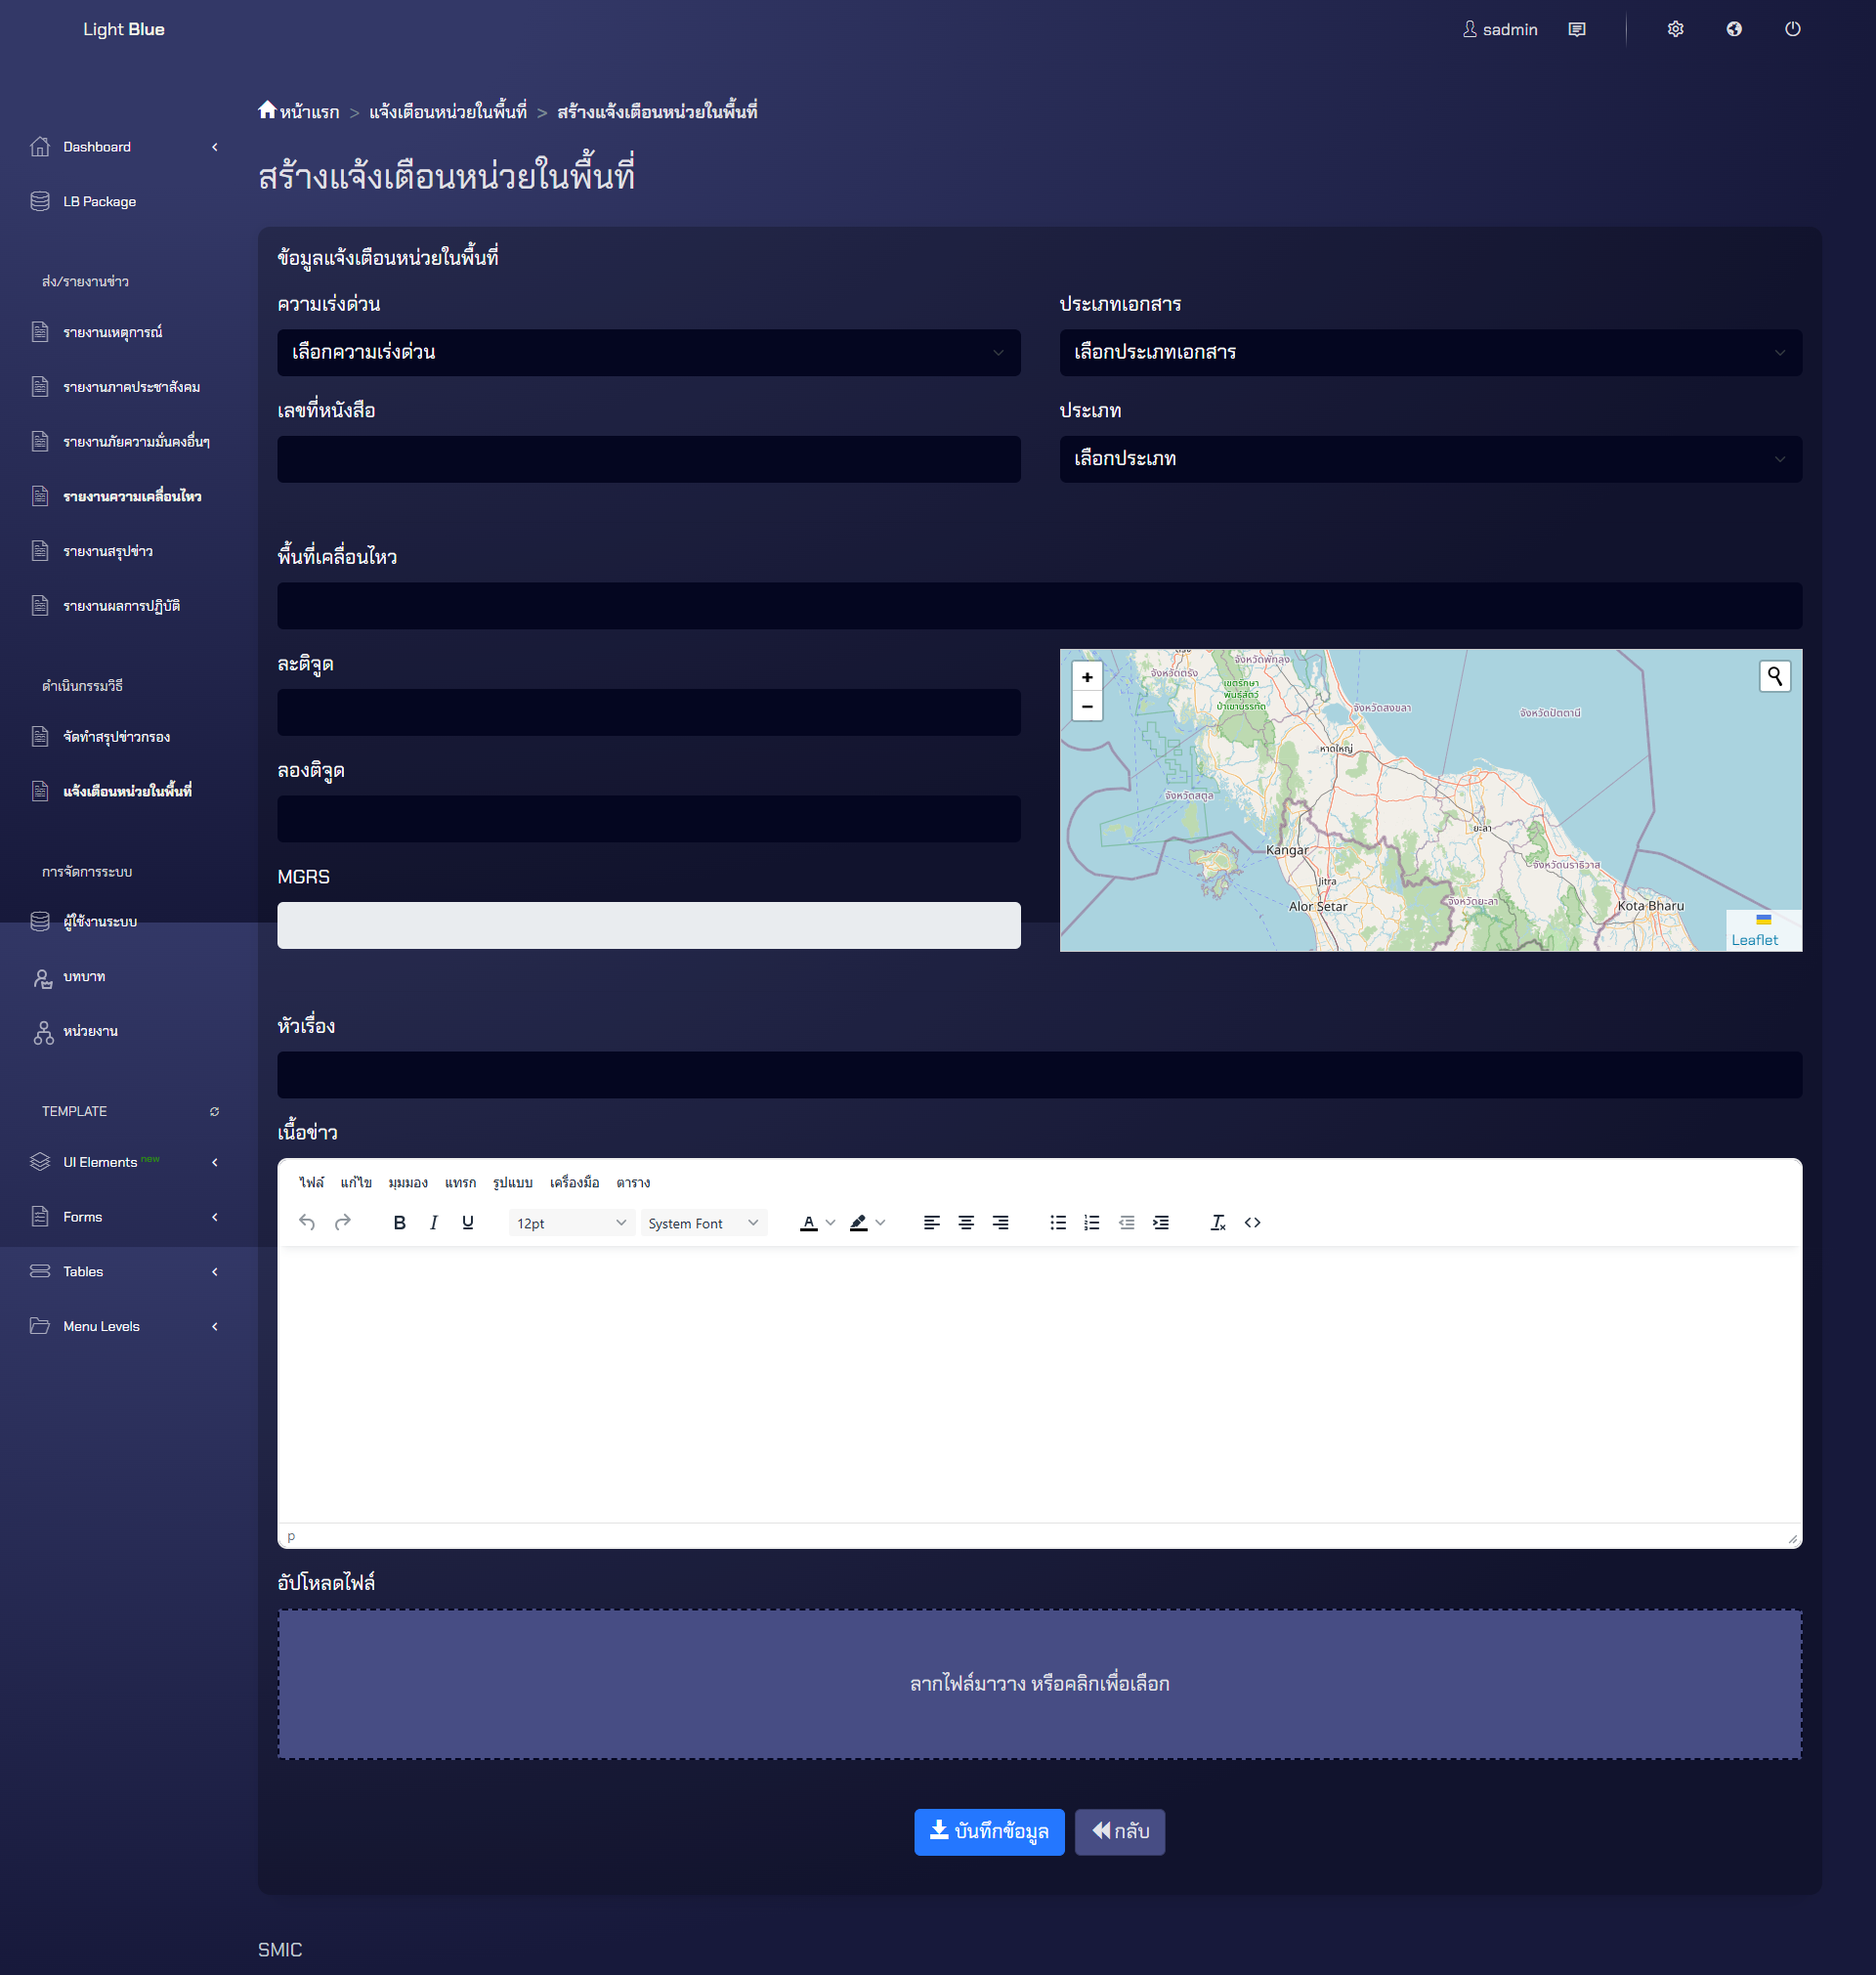 Light Blue
sadmin
หน้าแรก > แจ้งเตือนหน่วยในพื้นที่ > สร้างแจ้งเตือนหน่วยในพื้นที่
Dashboard
LB Package
ส่ง/รายงานข่าว
รายงานเหตุการณ์
รายงานภาคประชาสังคม
รายงานภัยความมั่นคงอื่นๆ
รายงานความเคลื่อนไหว
รายงานสรุปข่าว
รายงานผลการปฏิบัติ
ดำเนินกรรมวิธี
จัดทำสรุปข่าวกรอง
แจ้งเตือนหน่วยในพื้นที่
การจัดการระบบ
ผู้ใช้งานระบบ
บทบาท
หน่วยงาน
TEMPLATE
UI Elements new
Forms
Tables
Menu Levels
สร้างแจ้งเตือนหน่วยในพื้นที่
ข้อมูลแจ้งเตือนหน่วยในพื้นที่
ความเร่งด่วน
เลือกความเร่งด่วน
ประเภทเอกสาร
เลือกประเภทเอกสาร
เลขที่หนังสือ
ประเภท
เลือกประเภท
พื้นที่เคลื่อนไหว
ละติจูด
ลองติจูด
MGRS
+
−
จังหวัดพัทลุง
จังหวัดตรัง
เขตรักษา
พันธุ์สัตว์
ป่าเขาบรรทัด
จังหวัดสงขลา
จังหวัดปัตตานี
หาดใหญ่
จังหวัดสตูล
ยะลา
Kangar
จังหวัดนราธิวาส
Jitra
Alor Setar
จังหวัดยะลา
Kota Bharu
Leaflet
หัวเรื่อง
เนื้อข่าว
ไฟล์ แก้ไข มุมมอง แทรก รูปแบบ เครื่องมือ ตาราง
B I U 12pt System Font A
p
อัปโหลดไฟล์
ลากไฟล์มาวาง หรือคลิกเพื่อเลือก
บันทึกข้อมูล
กลับ
SMIC